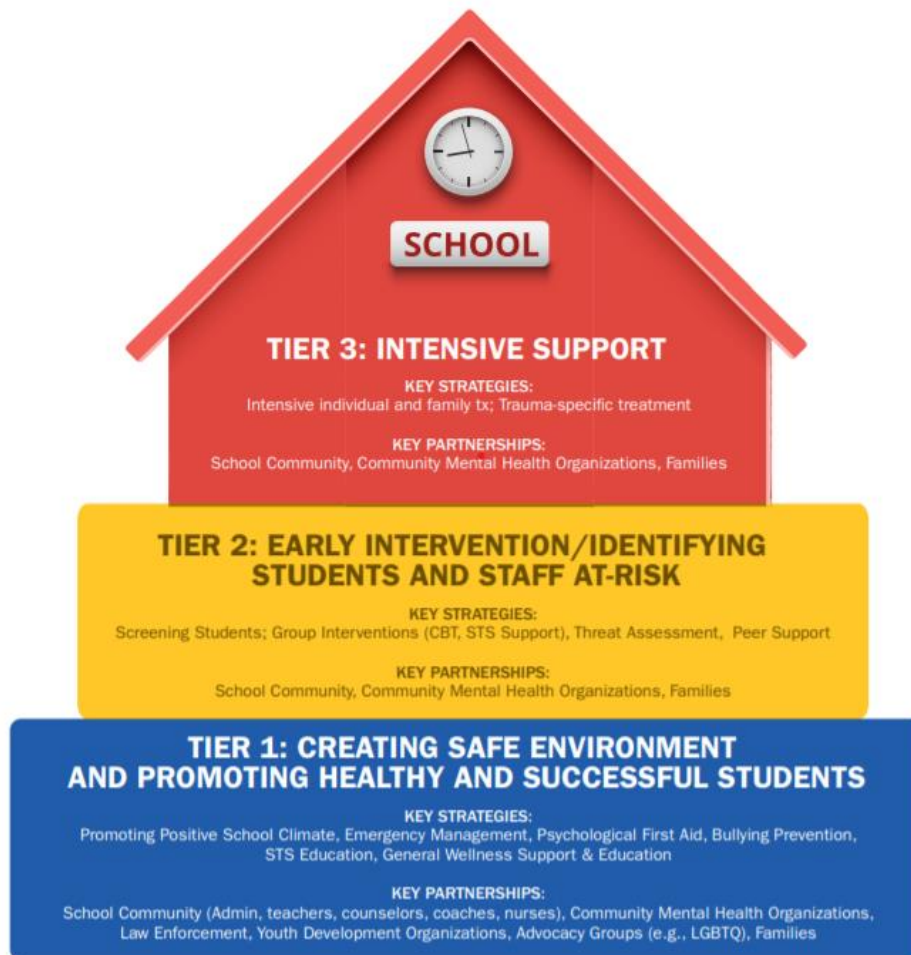 SCHOOL
TIER 3: INTENSIVE SUPPORT
KEY STRATEGIES:
Intensive individual and family tx; Trauma-specific treatment
KEY PARTNERSHIPS:
School Community, Community Mental Health Organizations, Families
TIER 2: EARLY INTERVENTION/IDENTIFYING
STUDENTS AND STAFF AT-RISK
KEY STRATEGIES:
Screening Students; Group Interventions (CBT, STS Support), Threat Assessment, Peer Support
KEY PARTNERSHIPS:
School Community, Community Mental Health Organizations, Families
TIER 1: CREATING SAFE ENVIRONMENT
AND PROMOTING HEALTHY AND SUCCESSFUL STUDENTS
KEY STRATEGIES:
Promoting Positive School Climate, Emergency Management, Psychological First Aid, Bullying Prevention,
STS Education, General Wellness Support & Education
KEY PARTNERSHIPS:
School Community (Admin, teachers, counselors, coaches, nurses), Community Mental Health Organizations,
Law Enforcement, Youth Development Organizations, Advocacy Groups (e.g., LGBTQ), Families